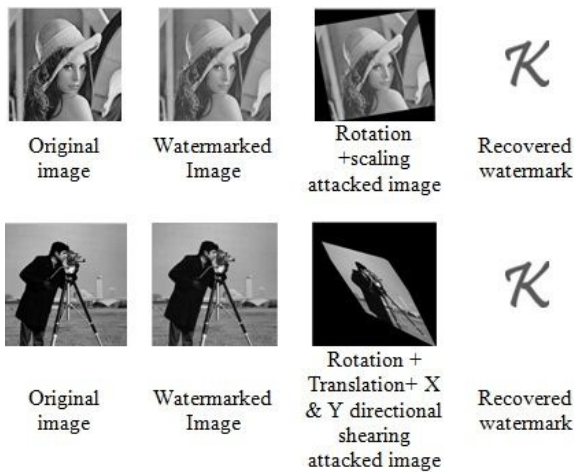 K
Original
image
Watermarked
Image
Rotation
+scaling
attacked image
Recovered
watermark
K
Original
image
Watermarked
Image
Rotation +
Translation+ X
& Y directional
shearing
attacked image
Recovered
watermark